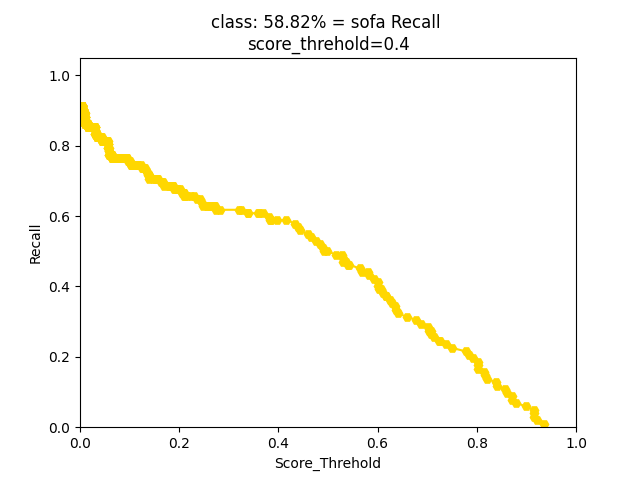 class: 58.82% = sofa Recall
score_threhold=0.4
1.0
0.8
0.6
0.4
0.2
0.0
Recall
0.0 0.2 0.4 0.6 0.8 1.0
Score_Threhold